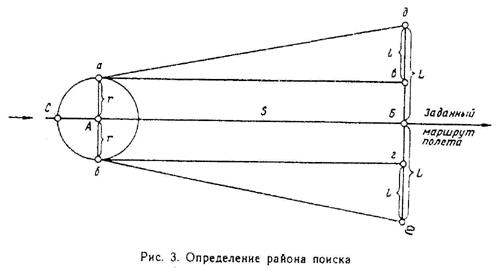 д
а
l
в
L
С
А
r
r
S
Б
Заданный
маршрут
полета
б
г
l
L
е
Рис. 3. Определение района поиска